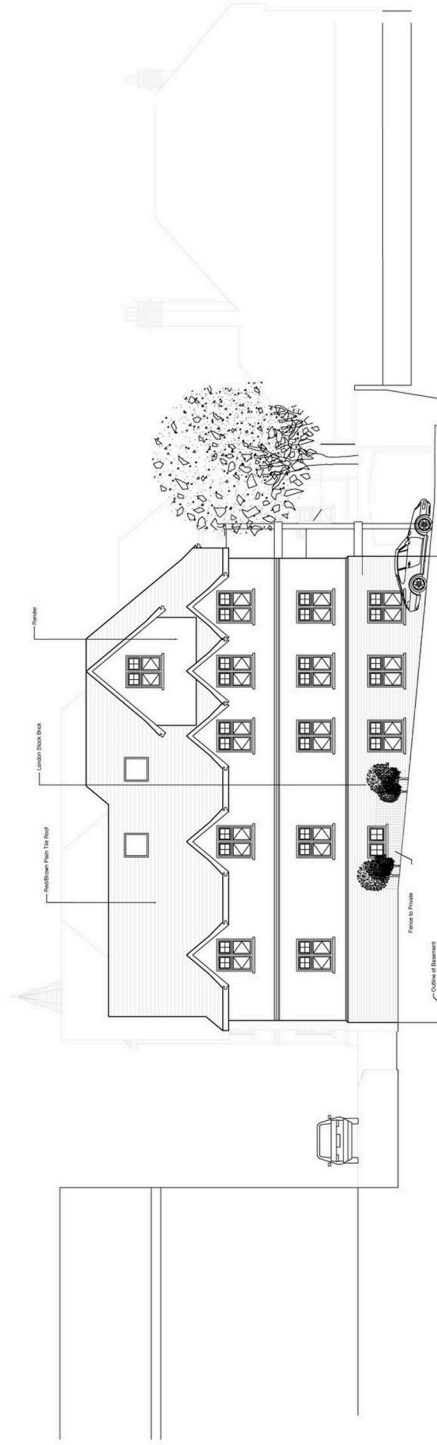 Render
London Stock Brick
Red/Brown Plain Tile Roof
Fence to Private
Outline of Basement